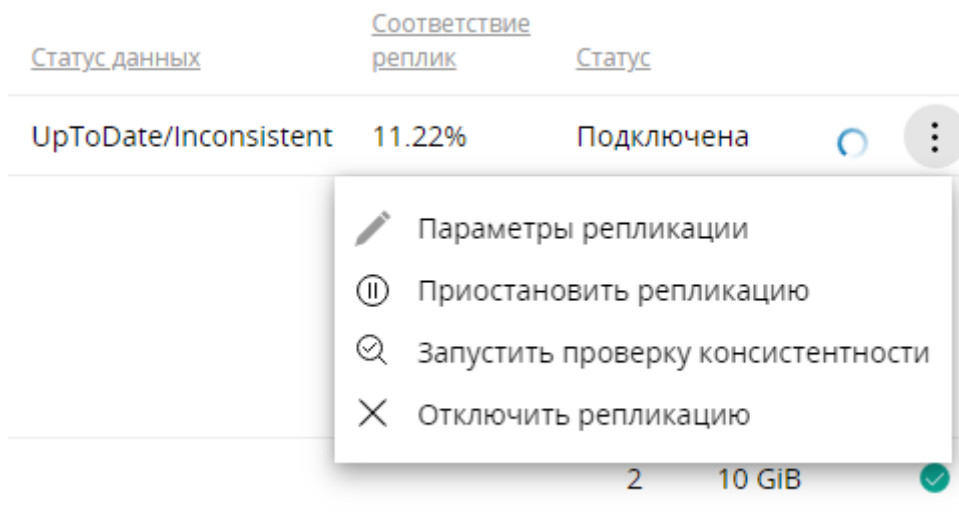 Статус данных
Соответствие
реплик
Статус
UpToDate/Inconsistent
11.22%
Подключена
Параметры репликации
Приостановить репликацию
Запустить проверку консистентности
Отключить репликацию
2
10 GiB